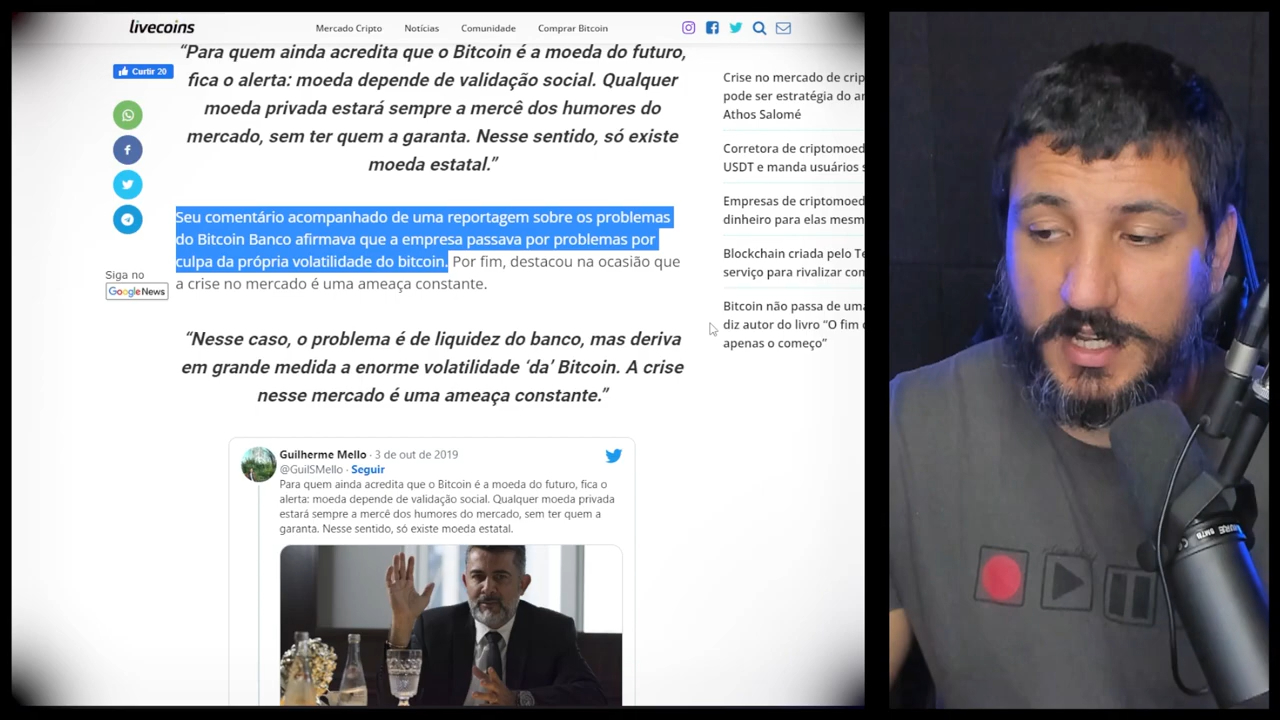 livecoins
Mercado Cripto
Notícias
Comunidade
Comprar Bitcoin
Curtir 20
“Para quem ainda acredita que o Bitcoin é a moeda do futuro,
fica o alerta: moeda depende de validação social. Qualquer
moeda privada estará sempre a mercê dos humores do
mercado, sem ter quem a garanta. Nesse sentido, só existe
moeda estatal.”
Seu comentário acompanhado de uma reportagem sobre os problemas
do Bitcoin Banco afirmava que a empresa passava por problemas por
culpa da própria volatilidade do bitcoin. Por fim, destacou na ocasião que
a crise no mercado é uma ameaça constante.
Siga no
Google News
“Nesse caso, o problema é de liquidez do banco, mas deriva
em grande medida a enorme volatilidade ‘da’ Bitcoin. A crise
nesse mercado é uma ameaça constante.”
Guilherme Mello · 3 de out de 2019
@GuilSMello · Seguir
Para quem ainda acredita que o Bitcoin é a moeda do futuro, fica o
alerta: moeda depende de validação social. Qualquer moeda privada
estará sempre a mercê dos humores do mercado, sem ter quem a
garanta. Nesse sentido, só existe moeda estatal.
Crise no mercado de crip
pode ser estratégia do an
Athos Salomé
Corretora de criptomoed
USDT e manda usuários s
Empresas de criptomoed
dinheiro para elas mesm
Blockchain criada pelo Te
serviço para rivalizar con
Bitcoin não passa de uma
diz autor do livro “O fim d
apenas o começo”